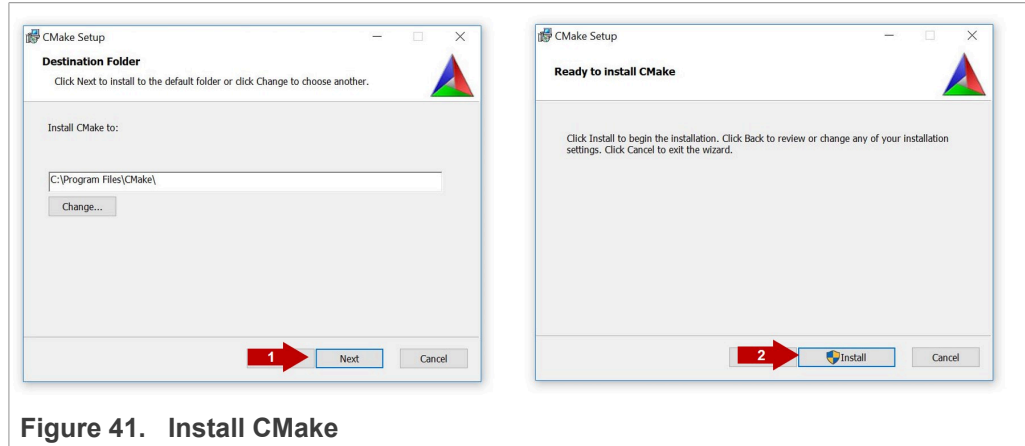 CMake Setup
Destination Folder
Click Next to install to the default folder or click Change to choose another.
Install CMake to:
C:\Program Files\CMake\
Change...
1
Next
Cancel
CMake Setup
Ready to install CMake
Click Install to begin the installation. Click Back to review or change any of your installation
settings. Click Cancel to exit the wizard.
2
Install
Cancel
Figure 41. Install CMake